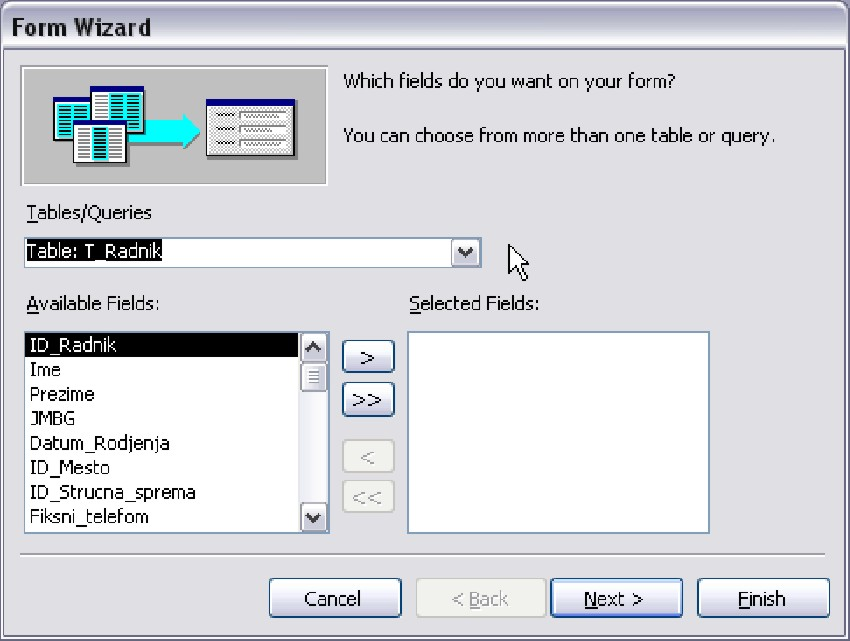 Form Wizard
Which fields do you want on your form?
You can choose from more than one table or query.
Tables/Queries
Table: T_Radnik
Available Fields:
Selected Fields:
ID_Radnik
Ime
Prezime
JMBG
Datum_Rodjenja
ID_Mesto
ID_Strucna_sprema
Fiksni_telefom
>
>>
<
<<
Cancel
< Back
Next >
Finish